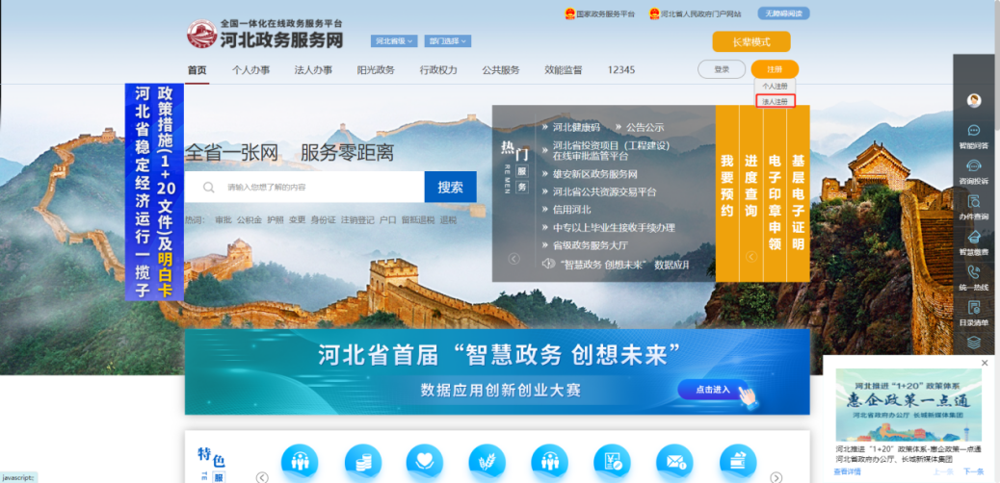 国家政务服务平台
河北省人民政府门户网站
无障碍阅读
全国一体化在线政务服务平台
河北政务服务网
河北省级
部门选择
长辈模式
首页
个人办事
法人办事
阳光政务
行政权力
公共服务
效能监督
12345
登录
注册
个人注册
法人注册
政策措施(1+20文件)及明白卡
河北省稳定经济运行一揽子
全省一张网 服务零距离
请输入您想了解的内容
搜索
热词: 审批 公积金 护照 变更 身份证 注销登记 户口 留抵退税 退税
热门
REMEN
服务
» 河北健康码 » 公告公示
» 河北省投资项目（工程建设）
在线审批监管平台
» 雄安新区政务服务网
» 河北省公共资源交易平台
» 信用河北
» 中专以上毕业生接收手续办理
» 省级政务服务大厅
“智慧政务 创想未来” 数据应用
我要预约
进度查询
电子印章申领
基层电子证明
智能问答
咨询投诉
办件查询
智慧缴费
统一热线
目录清单
河北省首届“智慧政务 创想未来”
数据应用创新创业大赛
点击进入
河北推进“1+20”政策体系
惠企政策一点通
河北省政府办公厅 长城新媒体集团
河北推进“1+20”政策体系-惠企政策一点通
河北省政府办公厅、长城新媒体集团
查看详情
上一条
下一条
特色
TE
服
javascript: